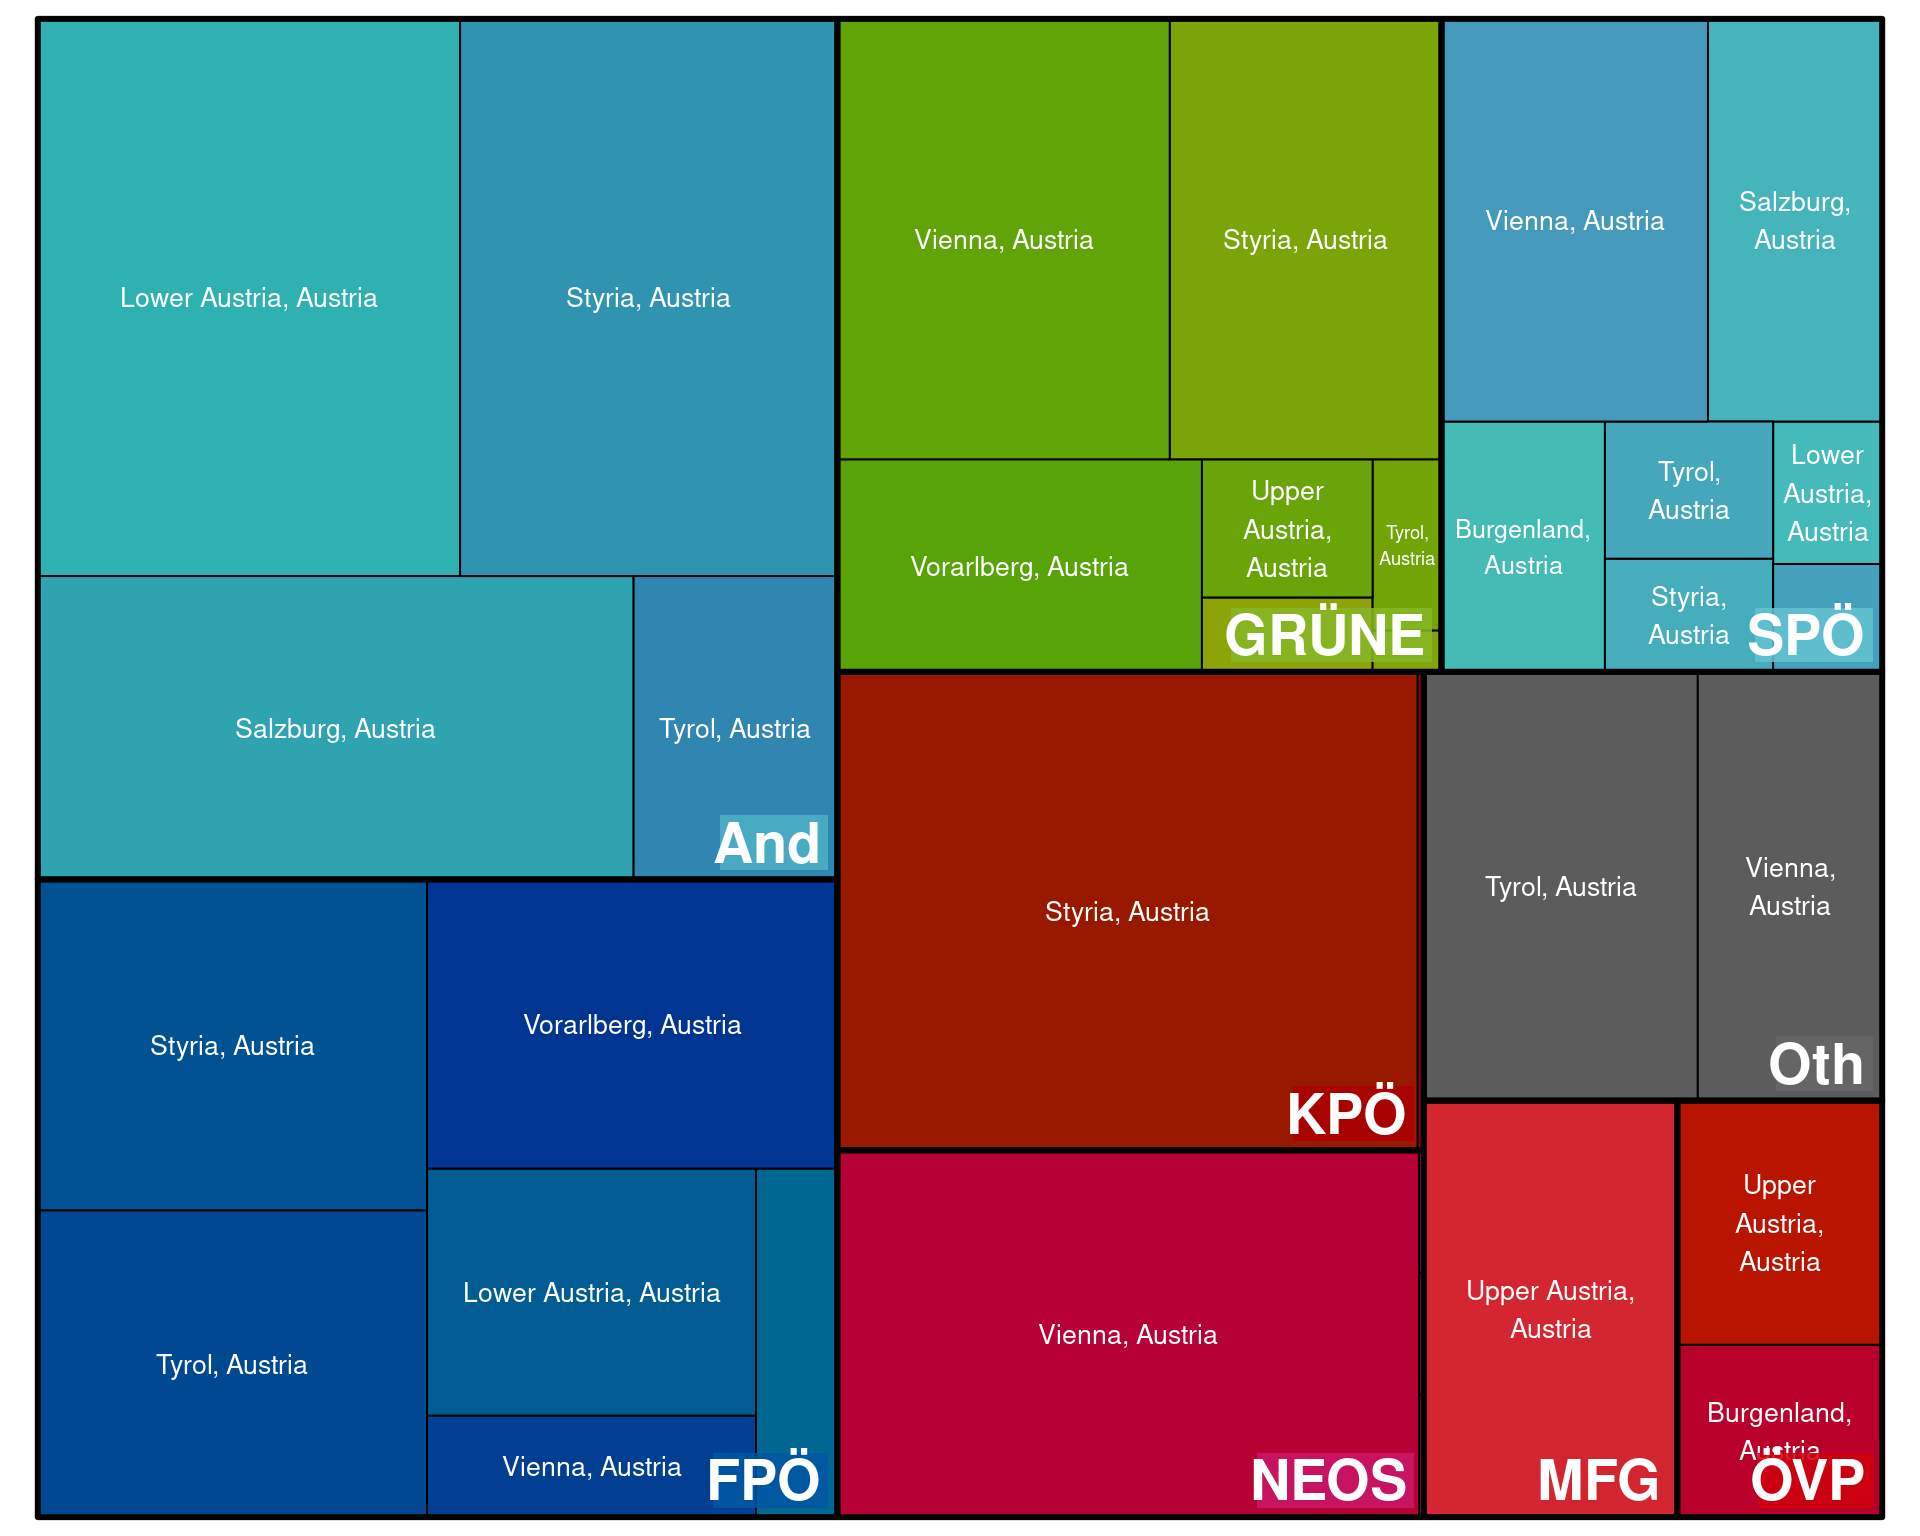 Lower Austria, Austria
Styria, Austria
Salzburg, Austria
Tyrol, Austria
And
Styria, Austria
Vorarlberg, Austria
Tyrol, Austria
Lower Austria, Austria
Vienna, Austria
FPÖ
Vienna, Austria
Styria, Austria
Vorarlberg, Austria
Upper
Austria,
Austria
Tyrol,
Austria
GRÜNE
Vienna, Austria
Salzburg,
Austria
Burgenland,
Austria
Tyrol,
Austria
Lower
Austria,
Austria
Styria,
Austria
SPÖ
Styria, Austria
KPÖ
Vienna, Austria
NEOS
Tyrol, Austria
Vienna,
Austria
Oth
Upper Austria,
Austria
MFG
Upper
Austria,
Austria
Burgenland,
Austria
ÖVP